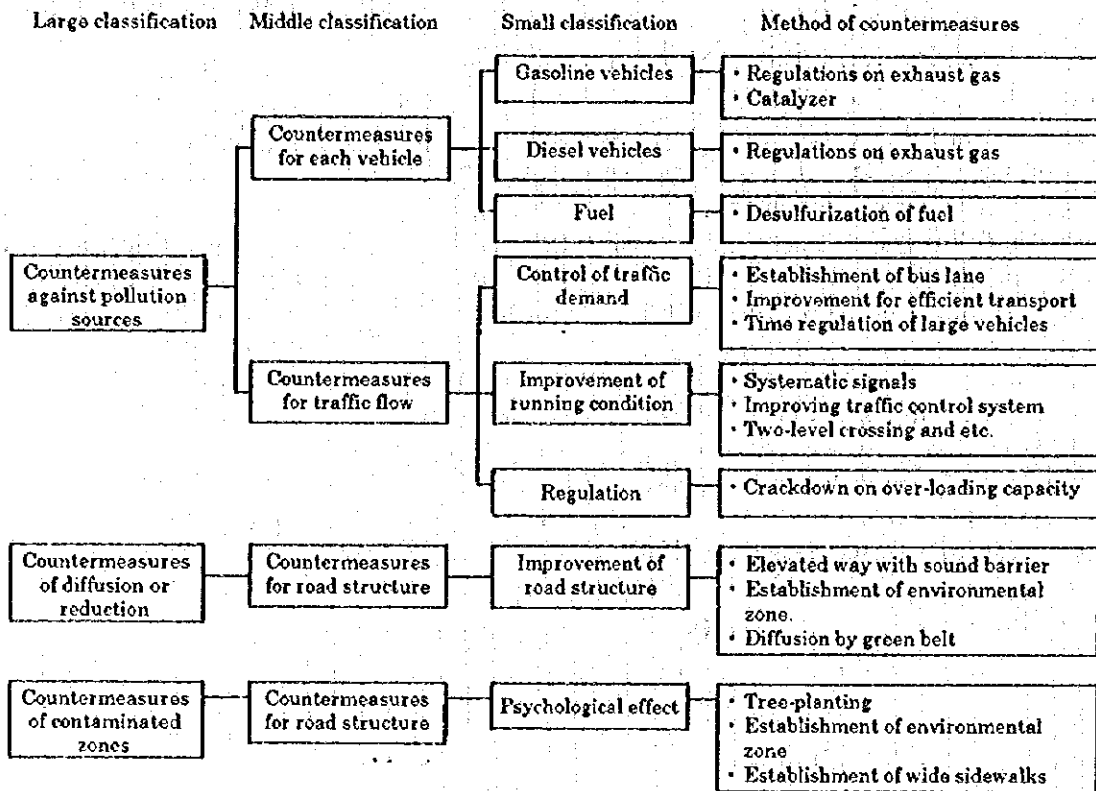 Large classification Middle classification Small classification Method of countermeasures
Gasoline vehicles
・Regulations on exhaust gas
・Catalyzer
Countermeasures
for each vehicle
Diesel vehicles
・Regulations on exhaust gas
Fuel
・Desulfurization of fuel
Countermeasures
against pollution
sources
Control of traffic
demand
・Establishment of bus lane
・Improvement for efficient transport
・Time regulation of large vehicles
Countermeasures
for traffic flow
Improvement of
running condition
・Systematic signals
・Improving traffic control system
・Two-level crossing and etc.
Regulation
・Crackdown on over-loading capacity
Countermeasures
of diffusion or
reduction
Countermeasures
for road structure
Improvement of
road structure
・Elevated way with sound barrier
・Establishment of environmental
zone.
・Diffusion by green belt
Countermeasures
of contaminated
zones
Countermeasures
for road structure
Psychological effect
・Tree-planting
・Establishment of environmental
zone
・Establishment of wide sidewalks